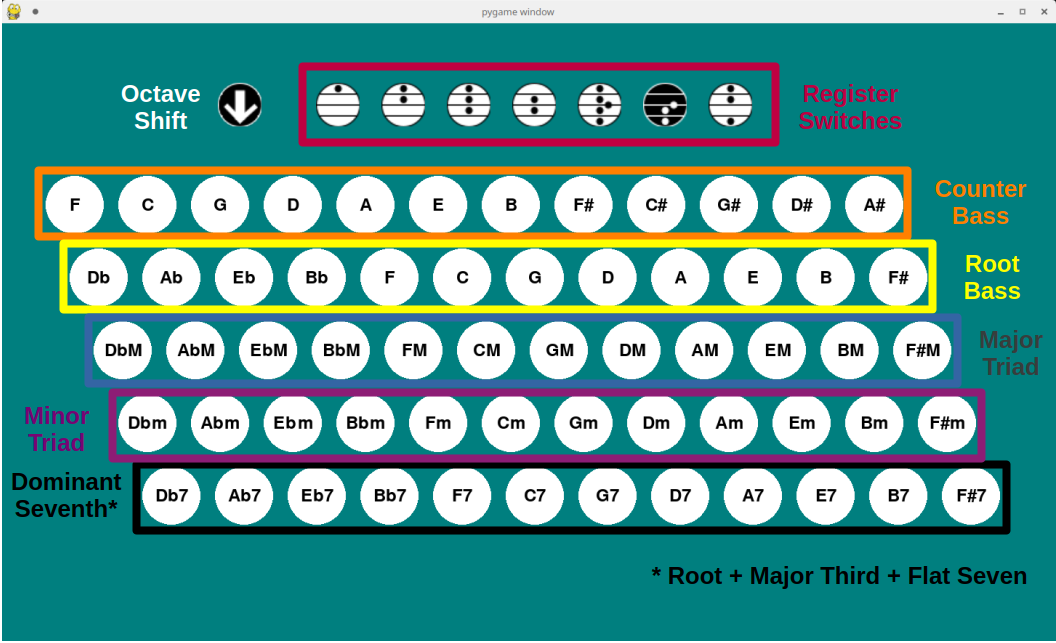 pygame window
Octave
Shift
Register
Switches
F C G D A E B F# C# G# D# A#
Counter
Bass
Db Ab Eb Bb F C G D A E B F#
Root
Bass
DbM AbM EbM BbM FM CM GM DM AM EM BM F#M
Major
Triad
Minor
Triad
Dbm Abm Ebm Bbm Fm Cm Gm Dm Am Em Bm F#m
Dominant
Seventh*
Db7 Ab7 Eb7 Bb7 F7 C7 G7 D7 A7 E7 B7 F#7
* Root + Major Third + Flat Seven